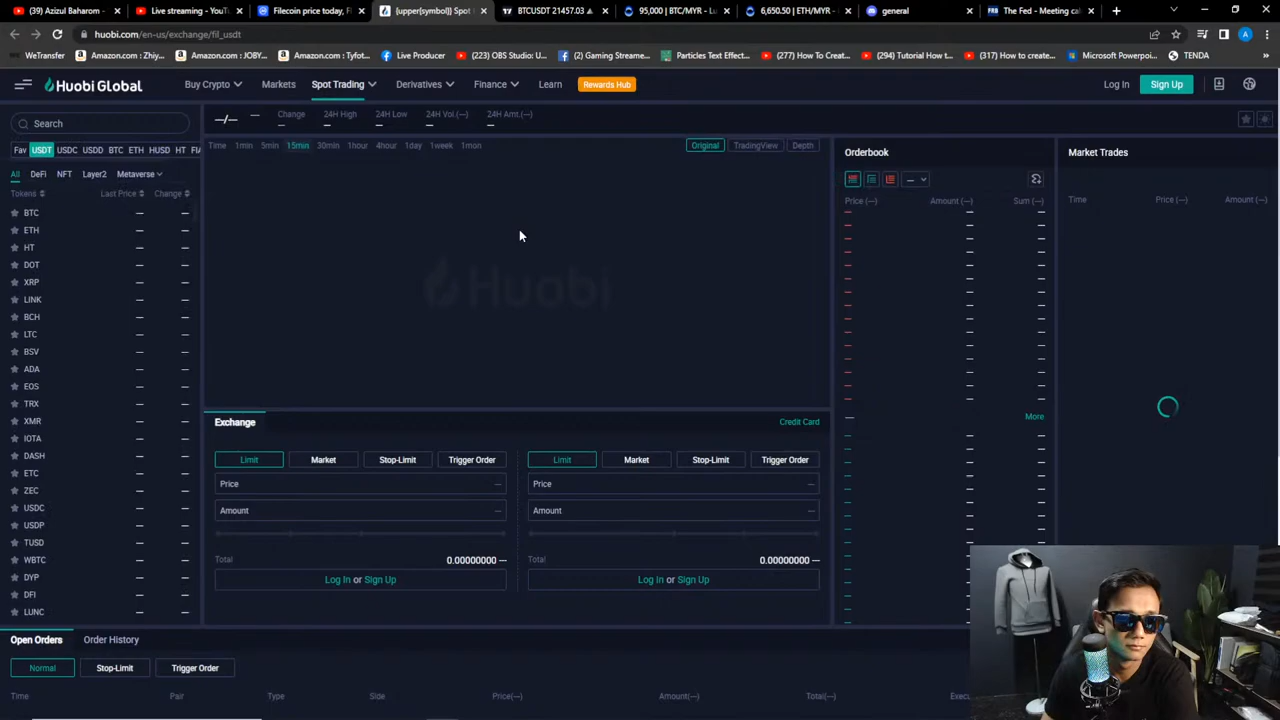 (39) Azizul Baharom -
Live streaming - YouTu
Filecoin price today, F
{upper(symbol)} Spot
BTCUSDT 21457.03
95,000 | BTC/MYR - Lu
6,650.50 | ETH/MYR -
general
The Fed - Meeting cal
huobi.com/en-us/exchange/fil_usdt
WeTransfer
Amazon.com : Zhiy...
Amazon.com: JOBY...
Amazon.com: Tyfot...
Live Producer
(223) OBS Studio: U...
(2) Gaming Streame...
Particles Text Effect...
(277) How To Crea...
(294) Tutorial How t...
(317) How to create...
Microsoft Powerpoi...
TENDA
Huobi Global
Buy Crypto
Markets
Spot Trading
Derivatives
Finance
Learn
Rewards Hub
Log In
Sign Up
Search
—/—
Change
24H High
24H Low
24H Vol.(--)
24H Amt.(--)
Fav USDT USDC USDD BTC ETH HUSD HT FIA
All DeFi NFT Layer2 Metaverse
Tokens Last Price Change
BTC — —
ETH — —
HT — —
DOT — —
XRP — —
LINK — —
BCH — —
LTC — —
BSV — —
ADA — —
EOS — —
TRX — —
XMR — —
IOTA — —
DASH — —
ETC — —
ZEC — —
USDC — —
USDP — —
TUSD — —
WBTC — —
DYP — —
DFI — —
LUNC — —
Time 1min 5min 15min 30min 1hour 4hour 1day 1week 1mon
Original TradingView Depth
Huobi
Exchange
Credit Card
Limit Market Stop-Limit Trigger Order
Price --
Amount --
Total 0.00000000 --
Log In or Sign Up
Limit Market Stop-Limit Trigger Order
Price --
Amount --
Total 0.00000000 --
Log In or Sign Up
Orderbook
Price (--) Amount (--) Sum (--)
More
Market Trades
Time Price (--) Amount (--)
Open Orders
Order History
Normal Stop-Limit Trigger Order
Time Pair Type Side Price(--) Amount(--) Total(--) Execu